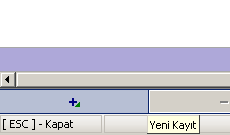 [ ESC ] - Kapat
Yeni Kayıt